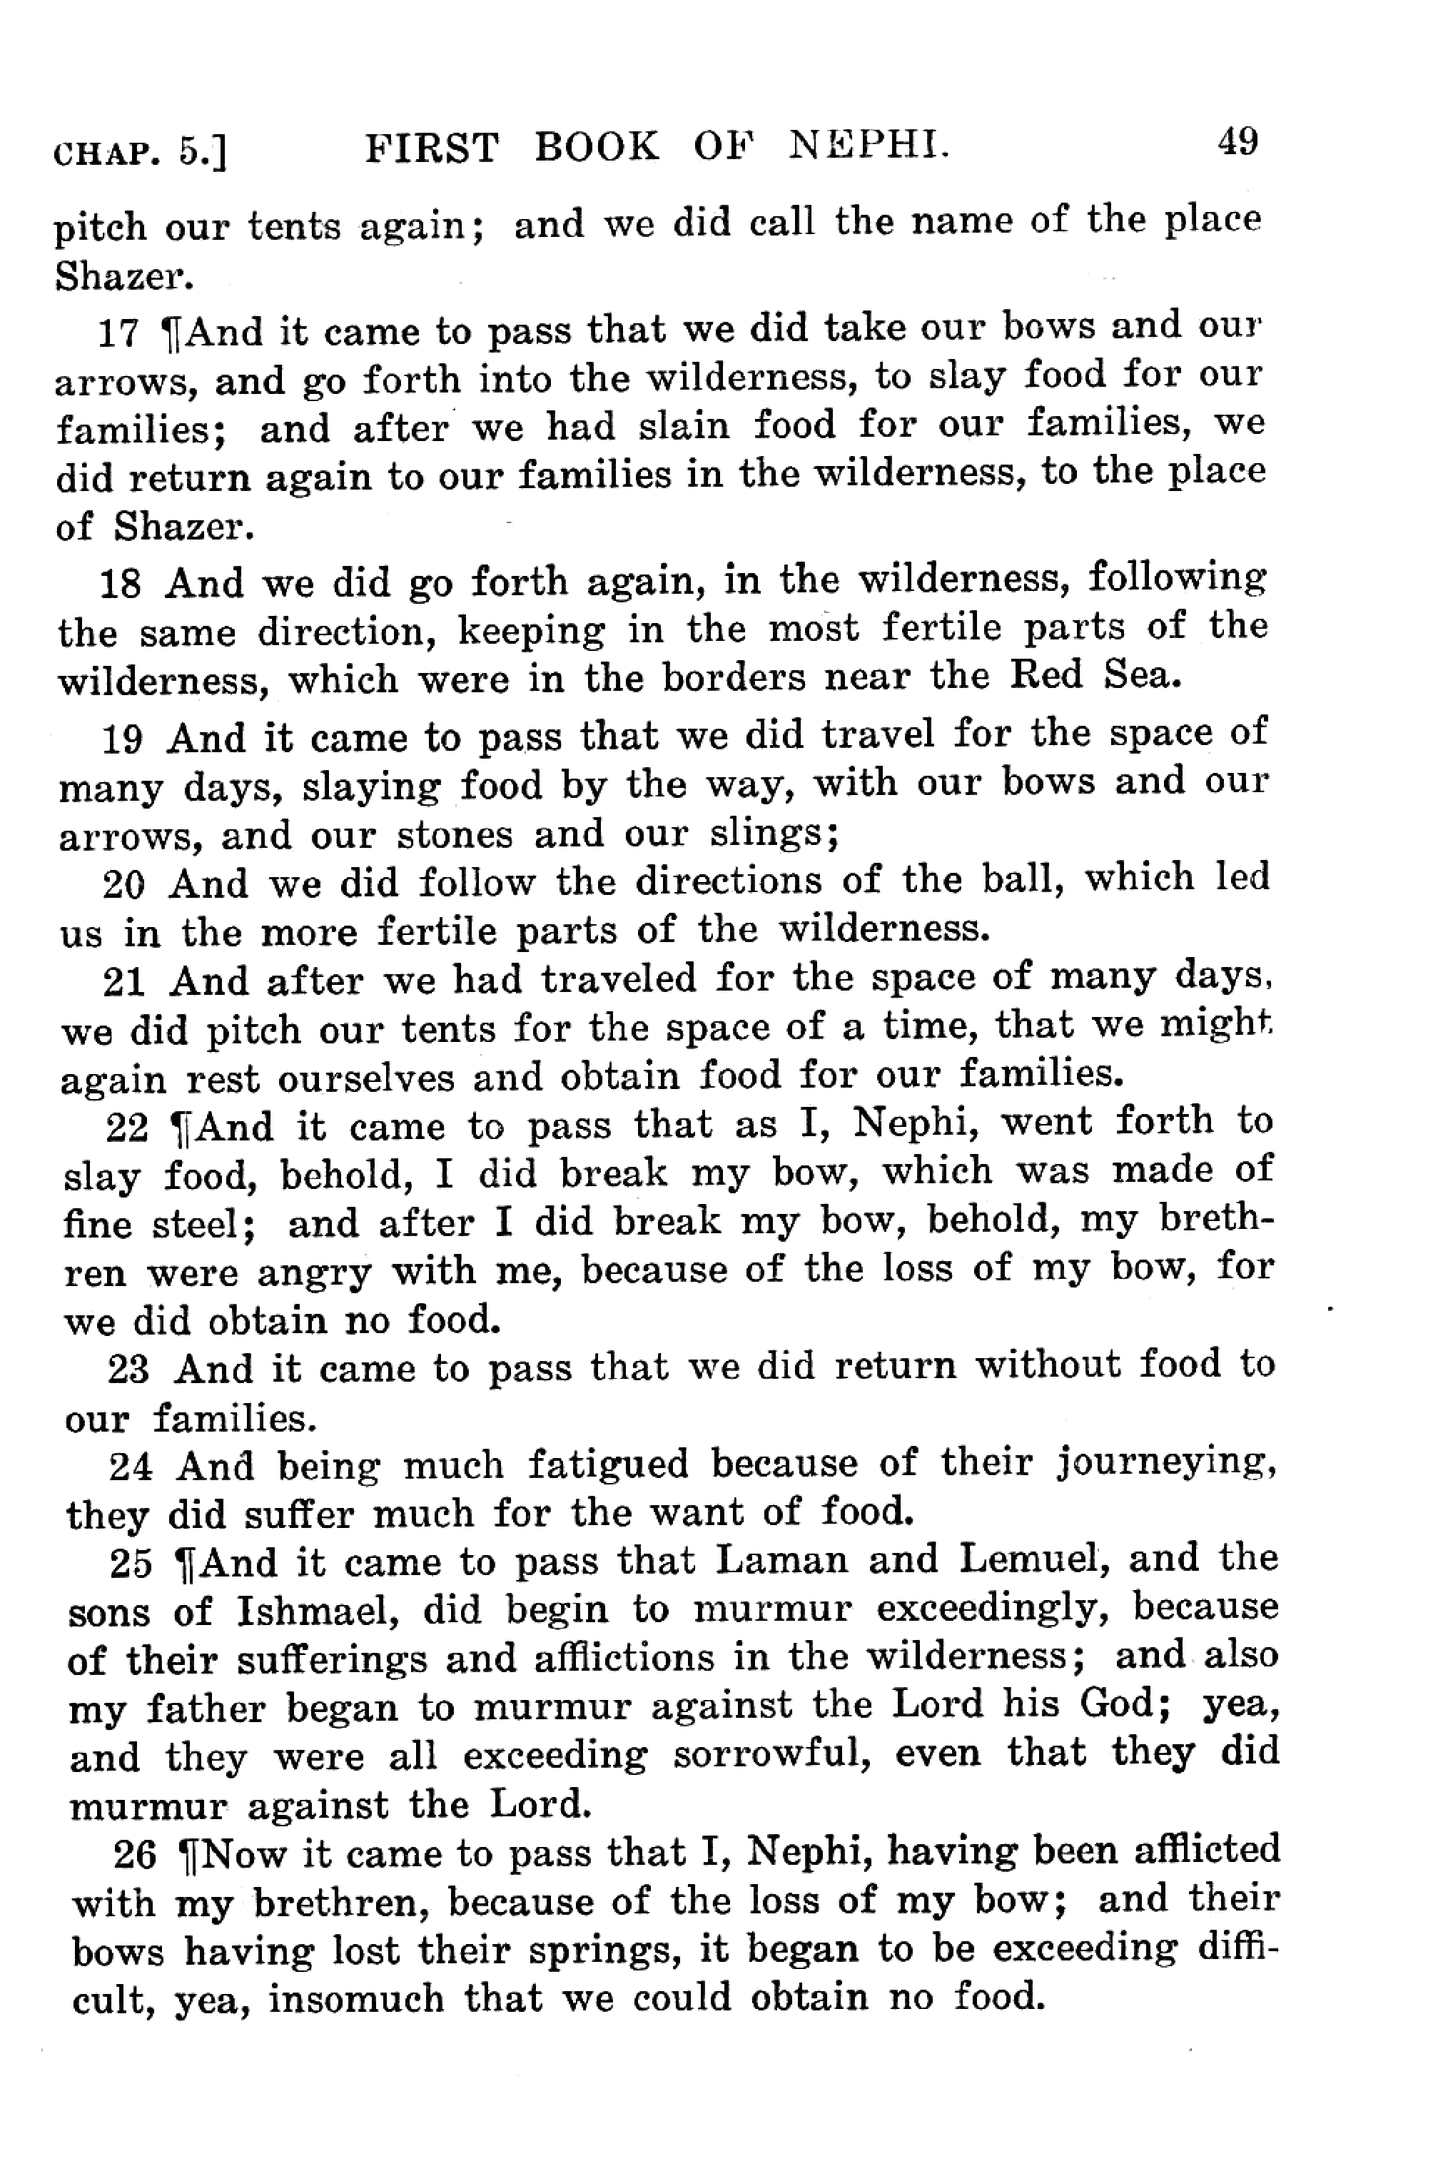 CHAP. 5.] FIRST BOOK OF NEPHI. 49
pitch our tents again; and we did call the name of the place
Shazer.
17 ¶And it came to pass that we did take our bows and our
arrows, and go forth into the wilderness, to slay food for our
families; and after we had slain food for our families, we
did return again to our families in the wilderness, to the place
of Shazer.
18 And we did go forth again, in the wilderness, following
the same direction, keeping in the most fertile parts of the
wilderness, which were in the borders near the Red Sea.
19 And it came to pass that we did travel for the space of
many days, slaying food by the way, with our bows and our
arrows, and our stones and our slings;
20 And we did follow the directions of the ball, which led
us in the more fertile parts of the wilderness.
21 And after we had traveled for the space of many days,
we did pitch our tents for the space of a time, that we might
again rest ourselves and obtain food for our families.
22 ¶And it came to pass that as I, Nephi, went forth to
slay food, behold, I did break my bow, which was made of
fine steel; and after I did break my bow, behold, my breth-
ren were angry with me, because of the loss of my bow, for
we did obtain no food.
23 And it came to pass that we did return without food to
our families.
24 And being much fatigued because of their journeying,
they did suffer much for the want of food.
25 ¶And it came to pass that Laman and Lemuel, and the
sons of Ishmael, did begin to murmur exceedingly, because
of their sufferings and afflictions in the wilderness; and also
my father began to murmur against the Lord his God; yea,
and they were all exceeding sorrowful, even that they did
murmur against the Lord.
26 ¶Now it came to pass that I, Nephi, having been afflicted
with my brethren, because of the loss of my bow; and their
bows having lost their springs, it began to be exceeding diffi-
cult, yea, insomuch that we could obtain no food.